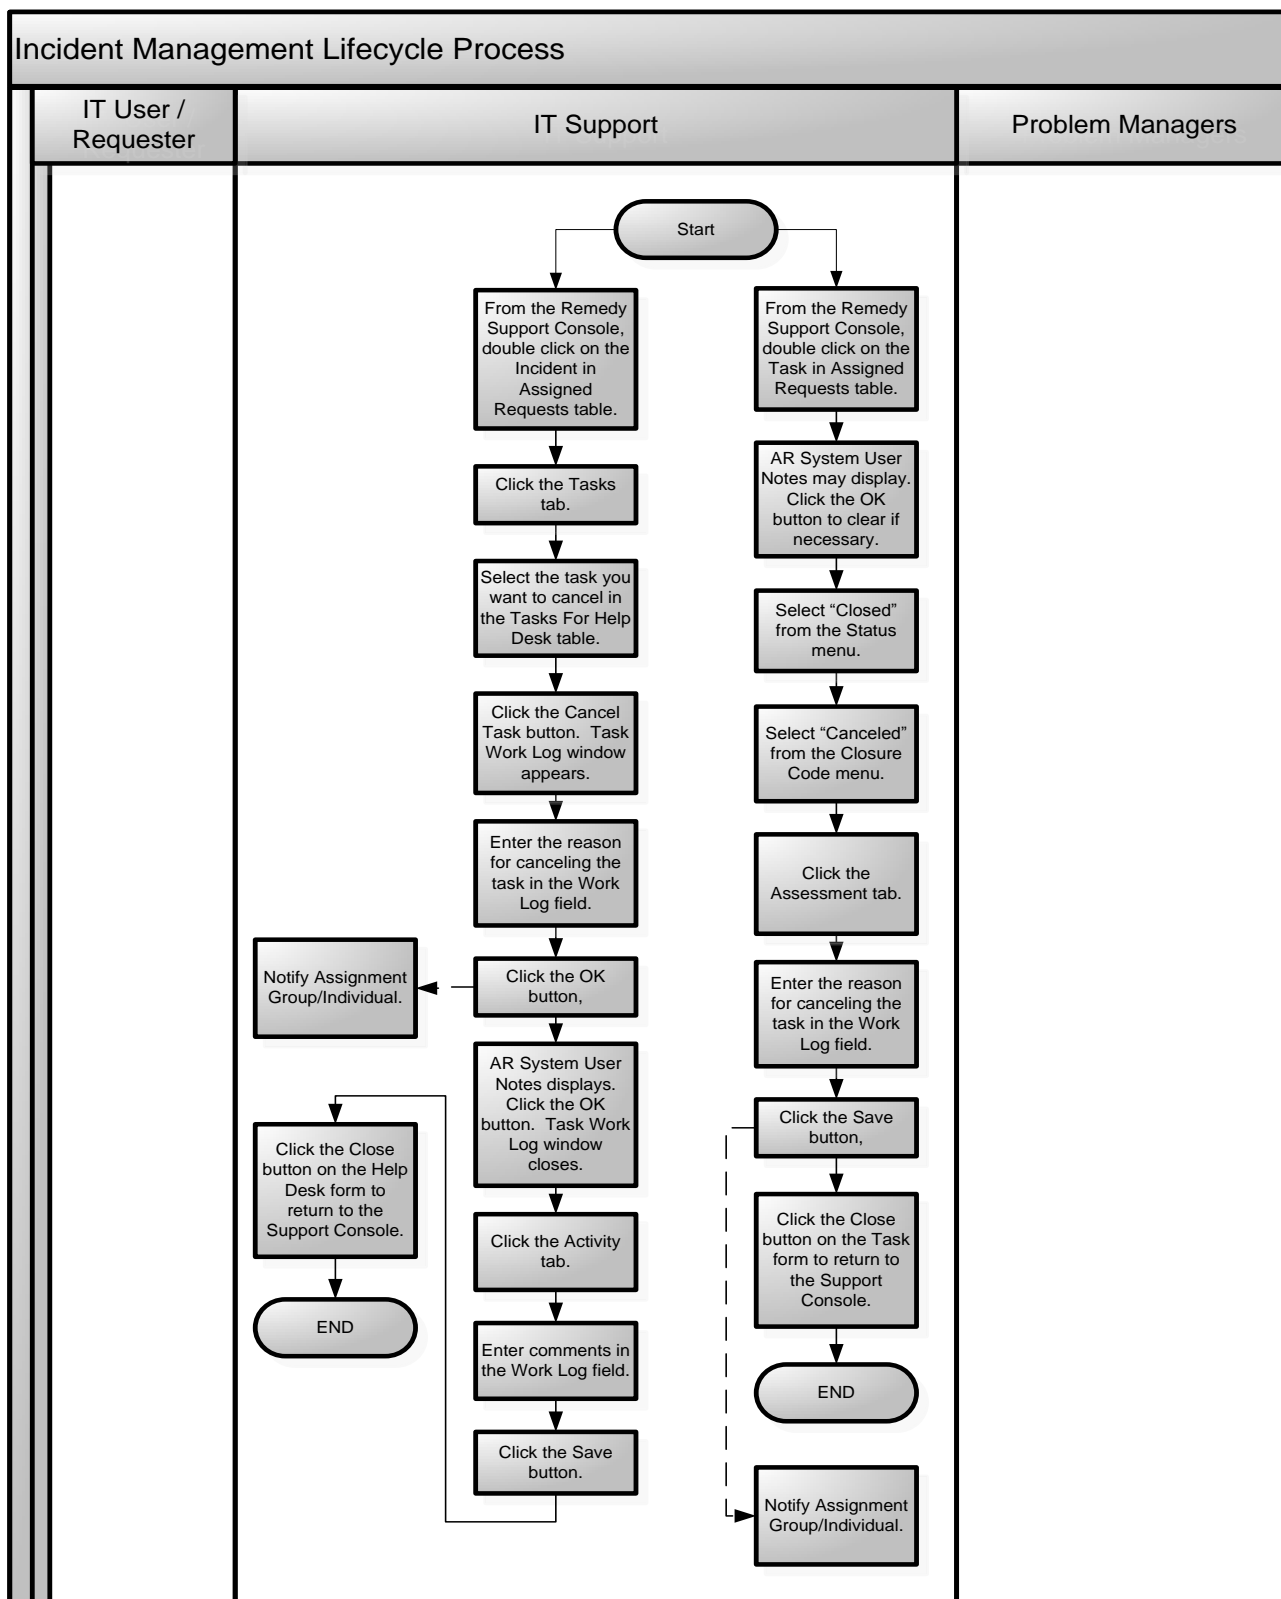 Incident Management Lifecycle Process
IT User /
Requester
IT Support
Problem Managers
Start
From the Remedy
Support Console,
double click on the
Incident in
Assigned
Requests table.
Click the Tasks
tab.
Select the task you
want to cancel in
the Tasks For Help
Desk table.
Click the Cancel
Task button.  Task
Work Log window
appears.
Enter the reason
for canceling the
task in the Work
Log field.
Click the OK
button,
Notify Assignment
Group/Individual.
AR System User
Notes displays.
Click the OK
button.  Task Work
Log window
closes.
Click the Activity
tab.
Enter comments in
the Work Log field.
Click the Save
button.
Click the Close
button on the Help
Desk form to
return to the
Support Console.
END
From the Remedy
Support Console,
double click on the
Task in Assigned
Requests table.
AR System User
Notes may display.
Click the OK
button to clear if
necessary.
Select “Closed”
from the Status
menu.
Select “Canceled”
from the Closure
Code menu.
Click the
Assessment tab.
Enter the reason
for canceling the
task in the Work
Log field.
Click the Save
button,
Click the Close
button on the Task
form to return to
the Support
Console.
END
Notify Assignment
Group/Individual.